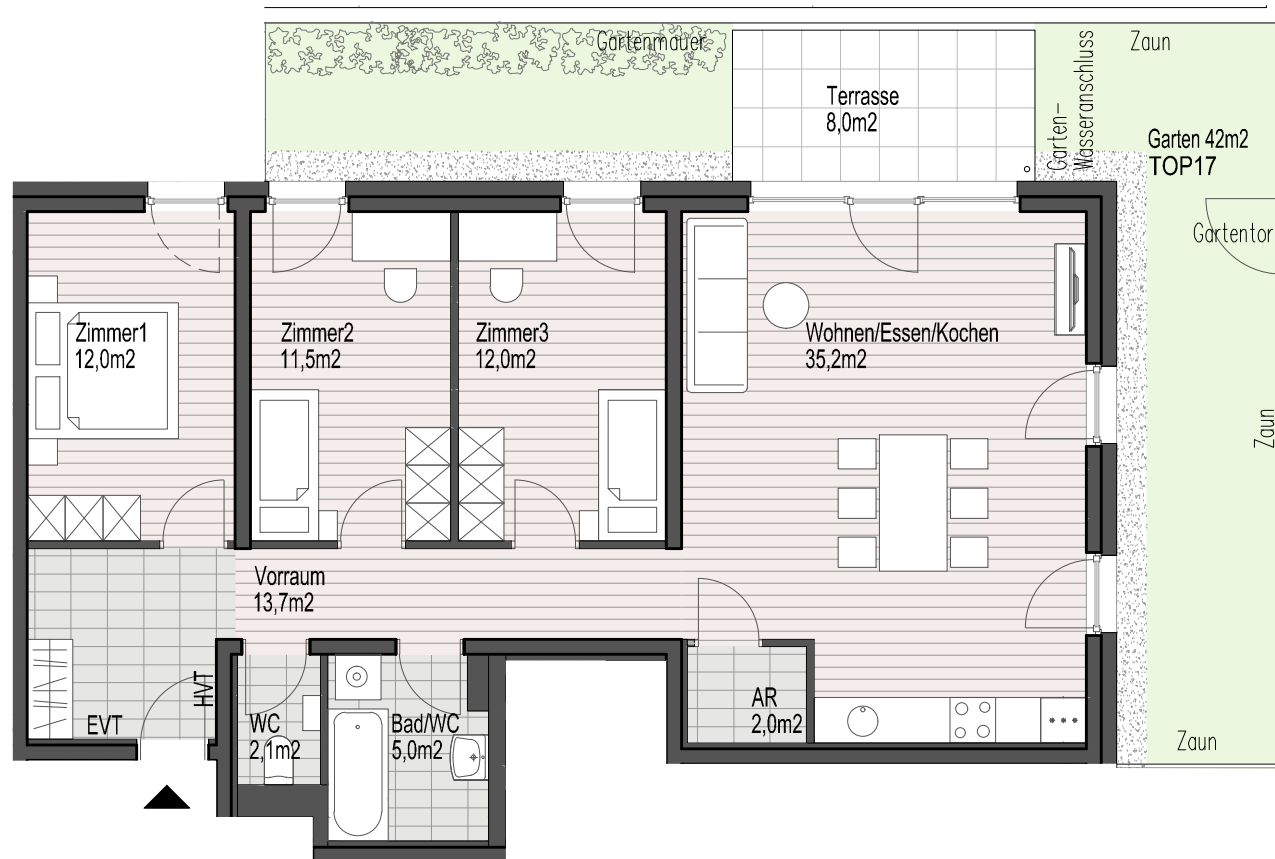 Gartenmauer
Zaun
Garten-
Wasseranschluss
Terrasse
8,0m2
Garten 42m2
TOP17
Gartentor
Zimmer1
12,0m2
Zimmer2
11,5m2
Zimmer3
12,0m2
Wohnen/Essen/Kochen
35,2m2
Zaun
Vorraum
13,7m2
HVT
EVT
WC
2,1m2
Bad/WC
5,0m2
AR
2,0m2
Zaun